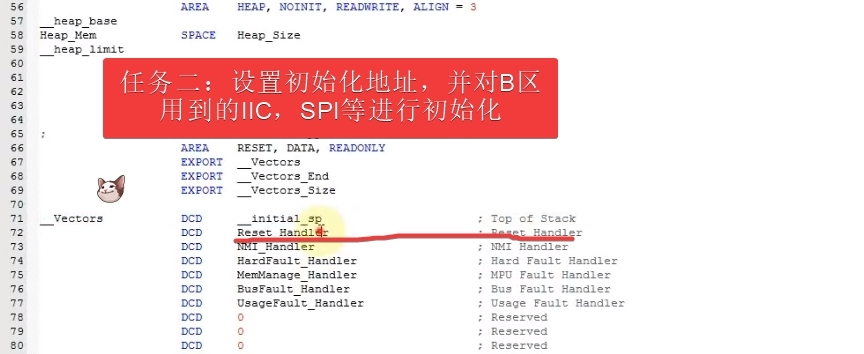 56 AREA HEAP, NOINIT, READWRITE, ALIGN = 3
57 __heap_base
58 Heap_Mem SPACE Heap_Size
59 __heap_limit
60
61
62
63
64
任务二：设置初始化地址，并对B区
用到的IIC，SPI等进行初始化
65 ;
66 AREA RESET, DATA, READONLY
67 EXPORT __Vectors
68 EXPORT __Vectors_End
69 EXPORT __Vectors_Size
70
71 __Vectors DCD __initial_sp ; Top of Stack
72 DCD Reset_Handler ; Reset Handler
73 DCD NMI_Handler ; NMI Handler
74 DCD HardFault_Handler ; Hard Fault Handler
75 DCD MemManage_Handler ; MPU Fault Handler
76 DCD BusFault_Handler ; Bus Fault Handler
77 DCD UsageFault_Handler ; Usage Fault Handler
78 DCD 0 ; Reserved
79 DCD 0 ; Reserved
80 DCD 0 ; Reserved